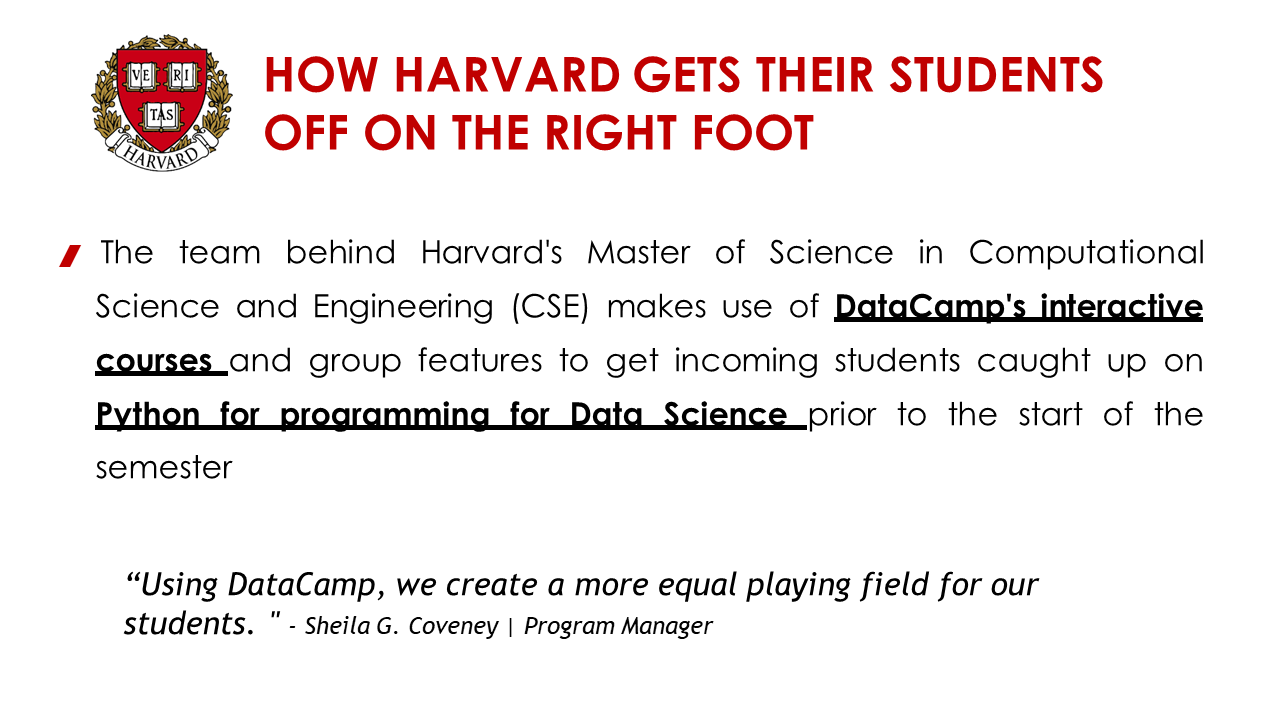 VE RI
TAS
HARVARD
HOW HARVARD GETS THEIR STUDENTS
OFF ON THE RIGHT FOOT
The team behind Harvard's Master of Science in Computational
Science and Engineering (CSE) makes use of DataCamp's interactive
courses and group features to get incoming students caught up on
Python for programming for Data Science prior to the start of the
semester
“Using DataCamp, we create a more equal playing field for our
students. " - Sheila G. Coveney | Program Manager